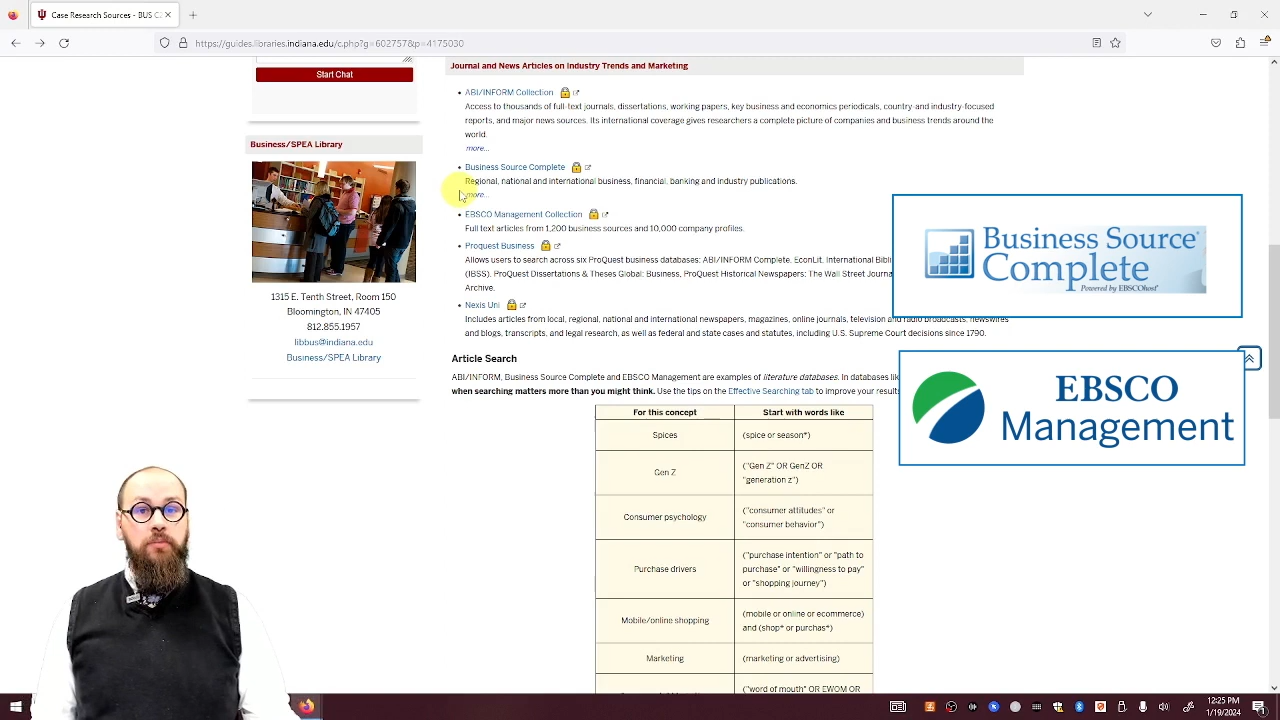 Case Research Sources - BUS C
https://guides.libraries.indiana.edu/c.php?g=602757&p=4175030
Start Chat
Business/SPEA Library
1315 E. Tenth Street, Room 150
Bloomington, IN 47405
812.855.1957
libbus@indiana.edu
Business/SPEA Library
Journal and News Articles on Industry Trends and Marketing
ABI/INFORM Collection
Access to thousands of full-text journals, dissertations, working papers, key business and economics periodicals, country-and industry-focused
reports, and major news sources. Its international coverage gives researchers a complete picture of companies and business trends around the
world.
more...
Business Source Complete
Regional, national and international business, financial, banking and industry publications.
more...
EBSCO Management Collection
Full text articles from 1,200 business sources and 10,000 company profiles.
Proquest Business
Allows users to search across six ProQuest business databases: ABI/INFORM Complete. EconLit, International Bibli
(IBSS). ProQuest Dissertations & Theses Global: Business, ProQuest Historical Newspapers: The Wall Street Journa
Archive.
Nexis Uni
Includes articles from local, regional, national and international newspapers, magazines, online journals, television and radio broadcasts, newswires
and blogs, transcripts, and legal research, as well as federal and state cases and statutes, including U.S. Supreme Court decisions since 1790.
Article Search
ABI/INFORM, Business Source Complete and EBSCO Management are examples of literature databases. In databases lik
when searching matters more than you might think. Use the tips on the Effective Searching tab to improve your results
For this concept Start with words like
Spices (spice or season*)
Gen Z ("Gen Z" OR GenZ OR
"generation z")
Consumer psychology ("consumer attitudes" or
"consumer behavior")
Purchase drivers ("purchase intention" or "path to
purchase" or "willingness to pay"
or "shopping journey")
Mobile/online shopping (mobile or online or ecommerce)
and (shop* or purchas*)
Marketing (marketing or advertising)
("word of mouth" OR EWOM OR
Business Source®
Complete
Powered by EBSCOhost®
EBSCO
Management
12:25 PM
1/19/2024